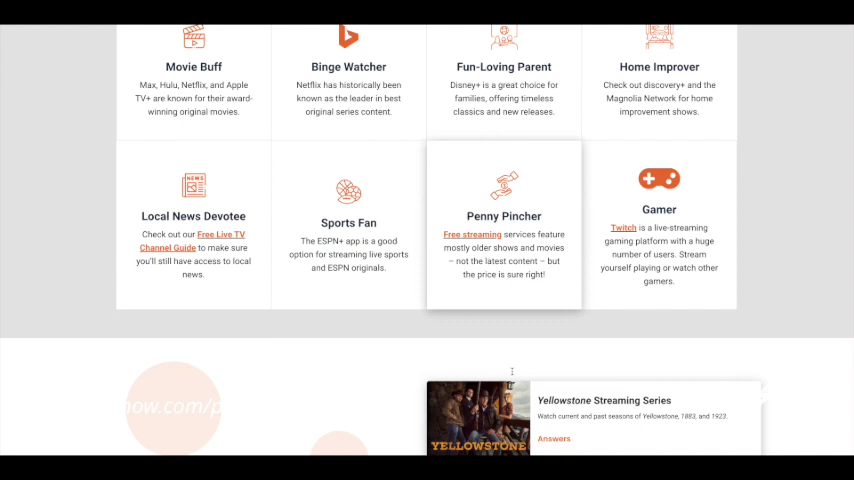 Movie Buff
Max, Hulu, Netflix, and Apple
TV+ are known for their award-
winning original movies.
Binge Watcher
Netflix has historically been
known as the leader in best
original series content.
Fun-Loving Parent
Disney+ is a great choice for
families, offering timeless
classics and new releases.
Home Improver
Check out discovery+ and the
Magnolia Network for home
improvement shows.
NEWS
Local News Devotee
Check out our Free Live TV
Channel Guide to make sure
you'll still have access to local
news.
Sports Fan
The ESPN+ app is a good
option for streaming live sports
and ESPN originals.
Penny Pincher
Free streaming services feature
mostly older shows and movies
– not the latest content – but
the price is sure right!
Gamer
Twitch is a live-streaming
gaming platform with a huge
number of users. Stream
yourself playing or watch other
gamers.
Yellowstone Streaming Series
Watch current and past seasons of Yellowstone, 1883, and 1923.
Answers
YELLOWSTONE